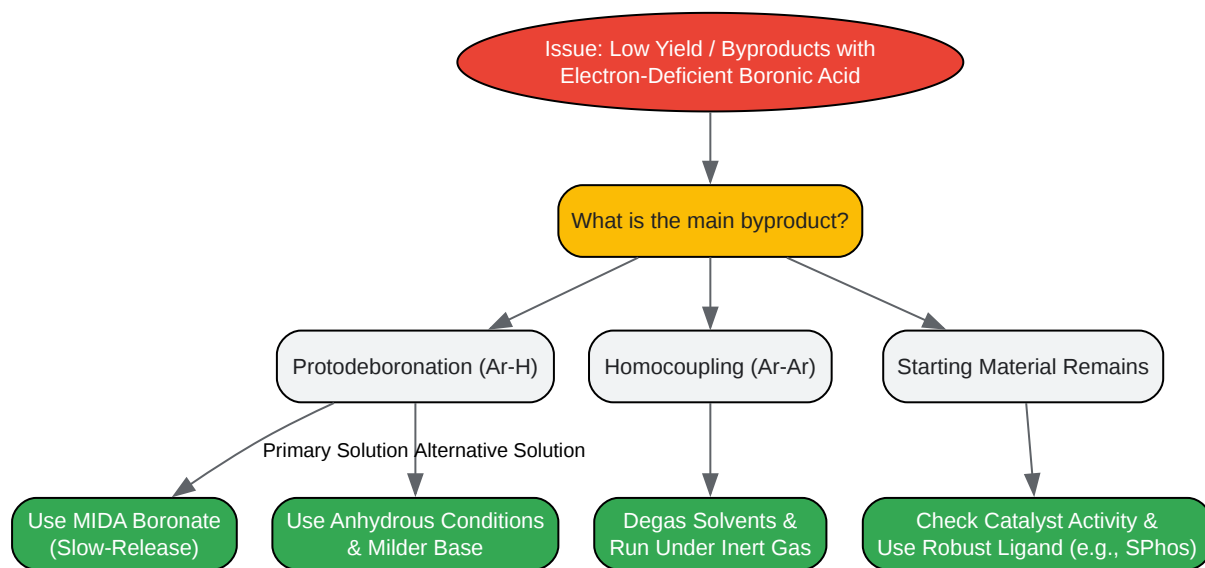 Issue: Low Yield / Byproducts with
Electron-Deficient Boronic Acid
What is the main byproduct?
Protodeboronation (Ar-H)
Homocoupling (Ar-Ar)
Starting Material Remains
Primary Solution
Alternative Solution
Use MIDA Boronate
(Slow-Release)
Use Anhydrous Conditions
& Milder Base
Degas Solvents &
Run Under Inert Gas
Check Catalyst Activity &
Use Robust Ligand (e.g., SPhos)